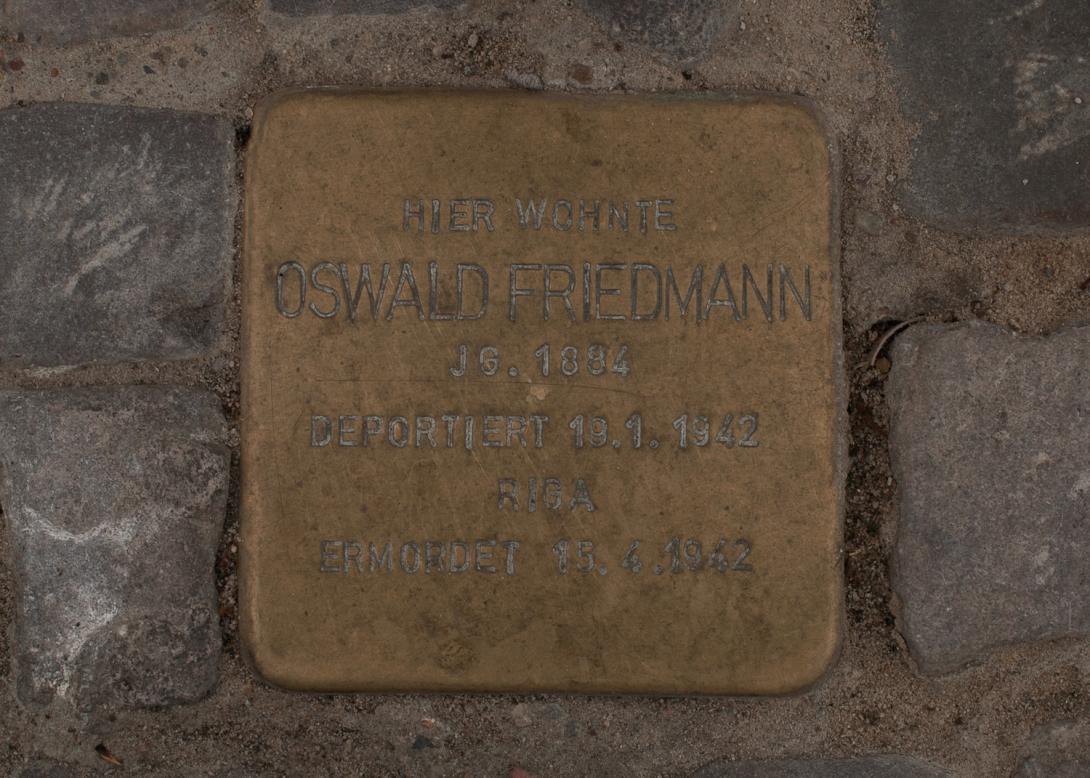 HIER WOHNTE
OSWALD FRIEDMANN
JG. 1884
DEPORTIERT 19.1.1942
RIGA
ERMORDET 15.4.1942